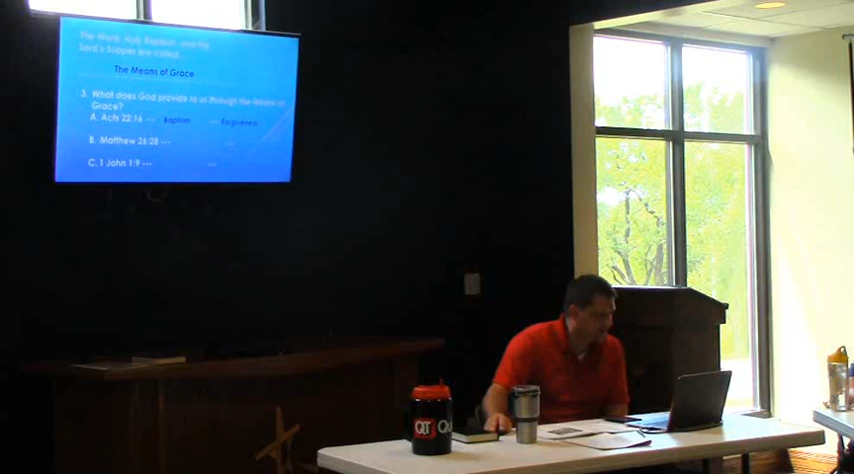 The Word, Holy Baptism, and the
Lord's Supper are called...
The Means of Grace
3. What does God provide to us through the Means of
Grace?
A. Acts 22:16 --- Baptism --- Forgiveness
B. Matthew 26:28 --- ---
C. 1 John 1:9 --- ---
QT Qu